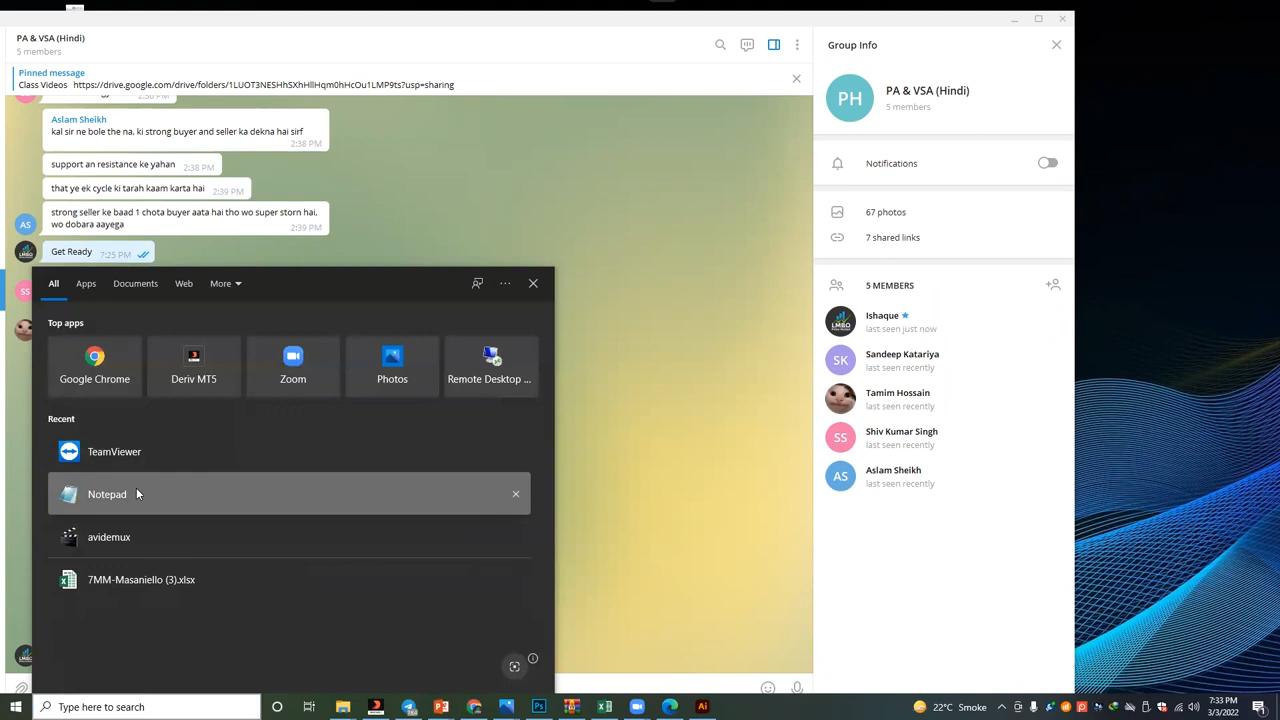 PA & VSA (Hindi)
5 members
Pinned message
Class Videos https://drive.google.com/drive/folders/1LUOT3NESHhSXhHllHqm0hHcOu1LMP9ts?usp=sharing
Aslam Sheikh
kal sir ne bole the na, ki strong buyer and seller ka dekna hai sirf
2:38 PM
support an resistance ke yahan 2:38 PM
that ye ek cycle ki tarah kaam karta hai 2:39 PM
strong seller ke baad 1 chota buyer aata hai tho wo super storn hai,
wo dobara aayega 2:39 PM
AS
Get Ready 7:25 PM
SS
All Apps Documents Web More
Top apps
Google Chrome
Deriv MT5
Zoom
Photos
Remote Desktop ...
Recent
TeamViewer
Notepad
avidemux
7MM-Masaniello (3).xlsx
Group Info
PH
PA & VSA (Hindi)
5 members
Notifications
67 photos
7 shared links
5 MEMBERS
LMBO
Ishaque
last seen just now
SK
Sandeep Katariya
last seen recently
Tamim Hossain
last seen recently
SS
Shiv Kumar Singh
last seen recently
AS
Aslam Sheikh
last seen recently
Type here to search
22°C Smoke
7:33 PM
3/3/2022